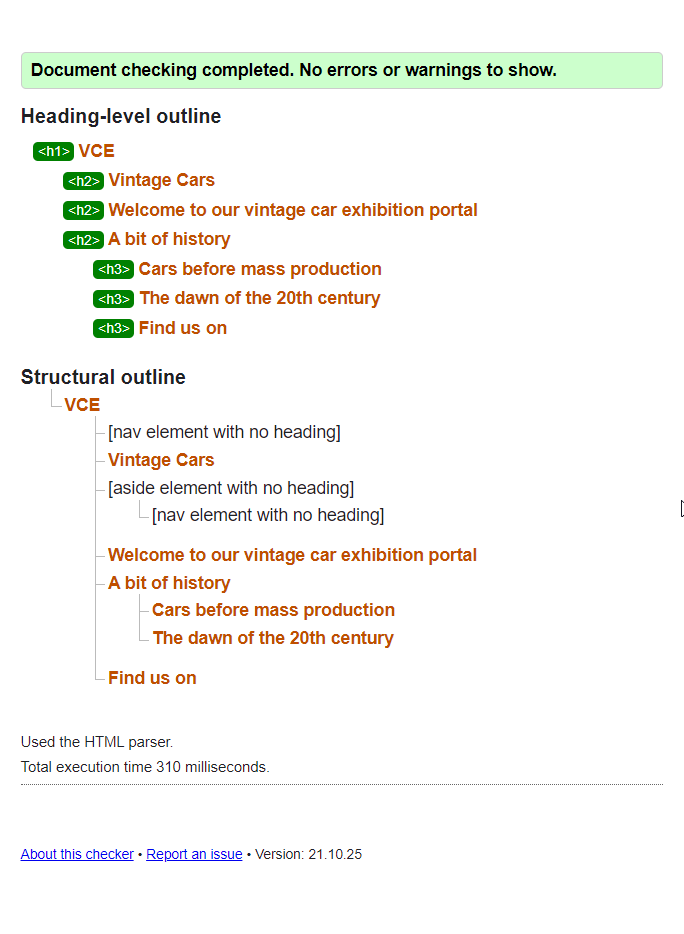 Document checking completed. No errors or warnings to show.
Heading-level outline
<h1> VCE
<h2> Vintage Cars
<h2> Welcome to our vintage car exhibition portal
<h2> A bit of history
<h3> Cars before mass production
<h3> The dawn of the 20th century
<h3> Find us on
Structural outline
VCE
[nav element with no heading]
Vintage Cars
[aside element with no heading]
[nav element with no heading]
Welcome to our vintage car exhibition portal
A bit of history
Cars before mass production
The dawn of the 20th century
Find us on
Used the HTML parser.
Total execution time 310 milliseconds.
About this checker • Report an issue • Version: 21.10.25